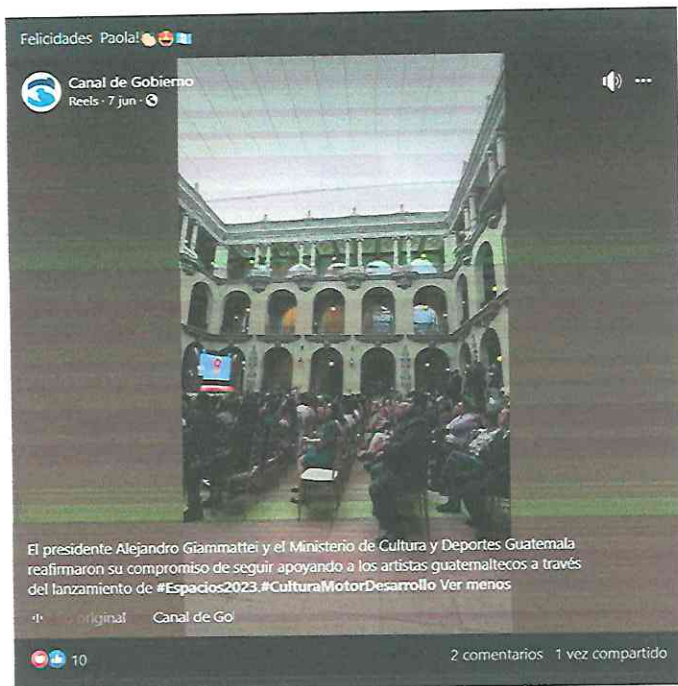 Felicidades Paola!👏🤩🇬🇹
Canal de Gobierno
Reels · 7 jun ·
El presidente Alejandro Giammattei y el Ministerio de Cultura y Deportes Guatemala
reafirmaron su compromiso de seguir apoyando a los artistas guatemaltecos a través
del lanzamiento de #Espacios2023.#CulturaMotorDesarrollo Ver menos
original Canal de Go
10
2 comentarios 1 vez compartido